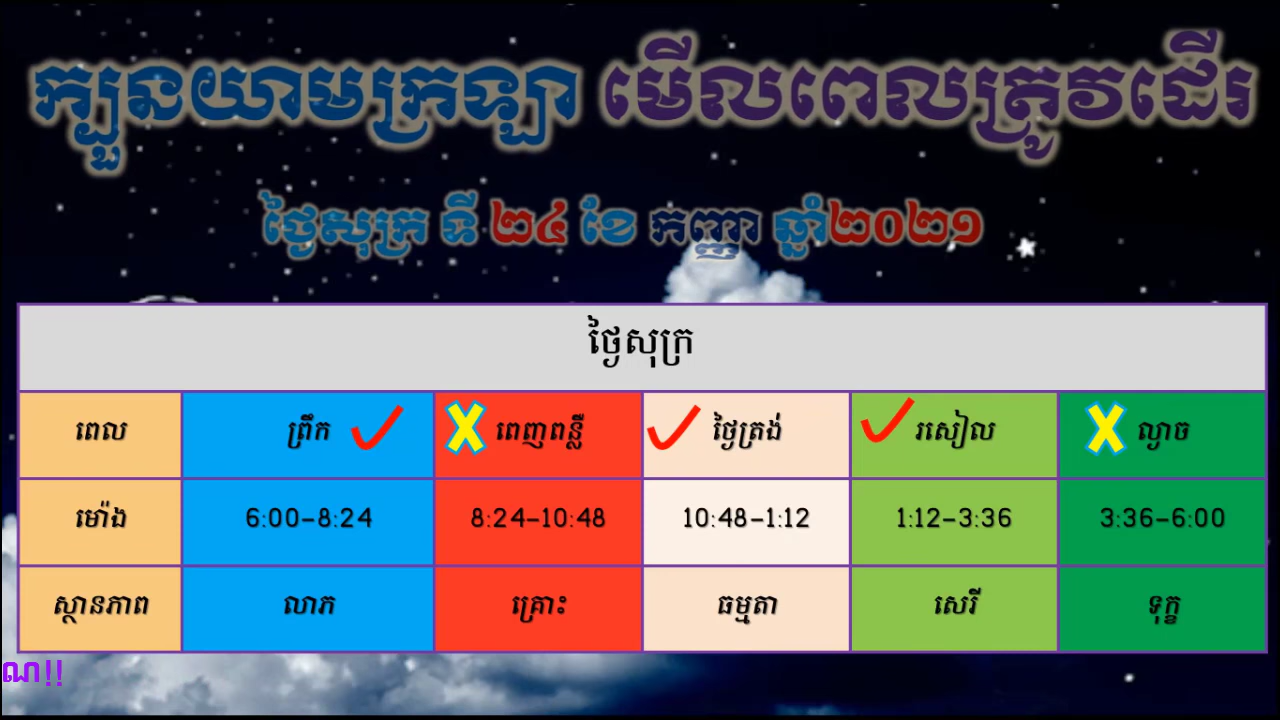 ក្បួនយាមក្រឡា មើលពេលត្រូវដើរ
ថ្ងៃសុក្រ ទី ២៤ ខែ កញ្ញា ឆ្នាំ២០២១
ថ្ងៃសុក្រ
ពេល ព្រឹក ពេញពន្លឺ ថ្ងៃត្រង់ រសៀល ល្ងាច
ម៉ោង 6:00-8:24 8:24-10:48 10:48-1:12 1:12-3:36 3:36-6:00
ស្ថានភាព លាភ គ្រោះ ធម្មតា សេរី ទុក្ខ
ណ!!